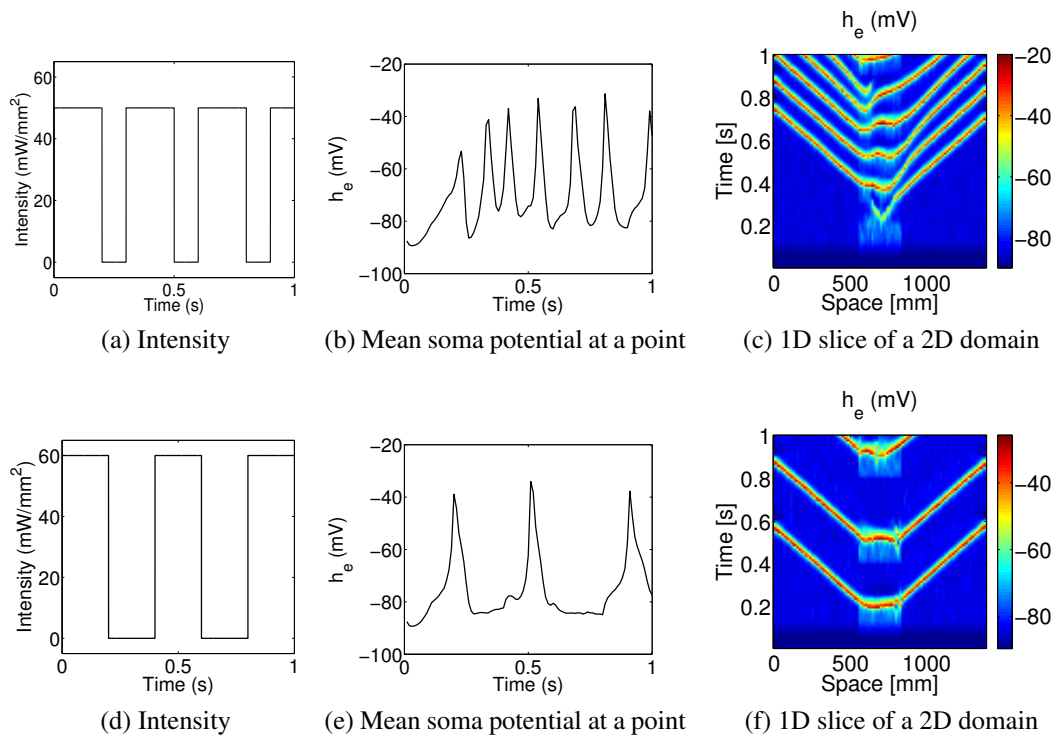 h_e (mV)
60
40
20
0
Intensity (mW/mm²)
0
0.5
1
Time (s)
−20
−40
−60
−80
−100
h_e (mV)
0
0.5
1
Time (s)
1
0.8
0.6
0.4
0.2
Time [s]
0
500
1000
Space [mm]
−20
−40
−60
−80
(a) Intensity
(b) Mean soma potential at a point
(c) 1D slice of a 2D domain
h_e (mV)
60
40
20
0
Intensity (mW/mm²)
0
0.5
1
Time (s)
−20
−40
−60
−80
−100
h_e (mV)
0
0.5
1
Time (s)
1
0.8
0.6
0.4
0.2
Time [s]
0
500
1000
Space [mm]
−40
−60
−80
(d) Intensity
(e) Mean soma potential at a point
(f) 1D slice of a 2D domain